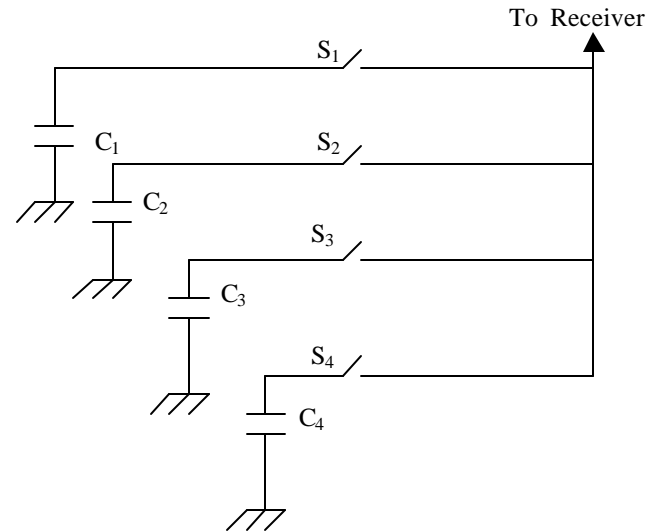 To Receiver
S₁
C₁
S₂
C₂
S₃
C₃
S₄
C₄